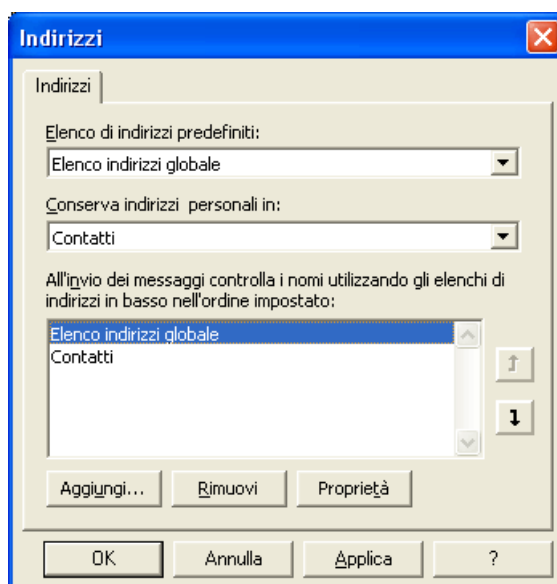 Indirizzi
Indirizzi
Elenco di indirizzi predefiniti:
Elenco indirizzi globale
Conserva indirizzi  personali in:
Contatti
All'invio dei messaggi controlla i nomi utilizzando gli elenchi di
indirizzi in basso nell'ordine impostato:
Elenco indirizzi globale
Contatti
Aggiungi... Rimuovi Proprietà
OK Annulla Applica ?